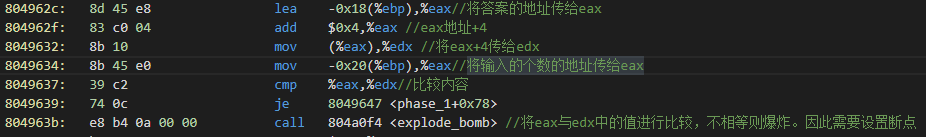 804962c: 8d 45 e8 lea -0x18(%ebp),%eax//将答案的地址传给eax
804962f: 83 c0 04 add $0x4,%eax //eax地址+4
8049632: 8b 10 mov (%eax),%edx //将eax+4传给edx
8049634: 8b 45 e0 mov -0x20(%ebp),%eax//将输入的个数的地址传给eax
8049637: 39 c2 cmp %eax,%edx//比较内容
8049639: 74 0c je 8049647 <phase_1+0x78>
804963b: e8 b4 0a 00 00 call 804a0f4 <explode_bomb> //将eax与edx中的值进行比较，不相等则爆炸。因此需要设置断点